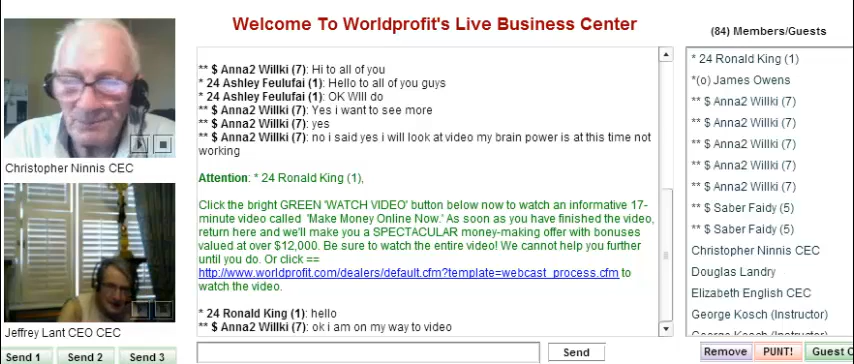 Welcome To Worldprofit's Live Business Center
(84) Members/Guests
** $ Anna2 Willki (7): Hi to all of you
* 24 Ashley Feulufai (1): Hello to all of you guys
* 24 Ashley Feulufai (1): OK WIll do
** $ Anna2 Willki (7): Yes i want to see more
** $ Anna2 Willki (7): yes
** $ Anna2 Willki (7): no i said yes i will look at video my brain power is at this time not
working
Attention: * 24 Ronald King (1),
Click the bright GREEN 'WATCH VIDEO' button below now to watch an informative 17-
minute video called 'Make Money Online Now.' As soon as you have finished the video,
return here and we'll make you a SPECTACULAR money-making offer with bonuses
valued at over $12,000. Be sure to watch the entire video! We cannot help you further
until you do. Or click ==
http://www.worldprofit.com/dealers/default.cfm?template=webcast_process.cfm to
watch the video.
* 24 Ronald King (1): hello
** $ Anna2 Willki (7): ok i am on my way to video
Send
Christopher Ninnis CEC
Jeffrey Lant CEO CEC
Send 1
Send 2
Send 3
* 24 Ronald King (1)
*(o) James Owens
** $ Anna2 Willki (7)
** $ Anna2 Willki (7)
** $ Anna2 Willki (7)
** $ Anna2 Willki (7)
** $ Anna2 Willki (7)
** $ Saber Faidy (5)
** $ Saber Faidy (5)
Christopher Ninnis CEC
Douglas Landry
Elizabeth English CEC
George Kosch (Instructor)
George Kosch (Instructor)
Remove
PUNT!
Guest C